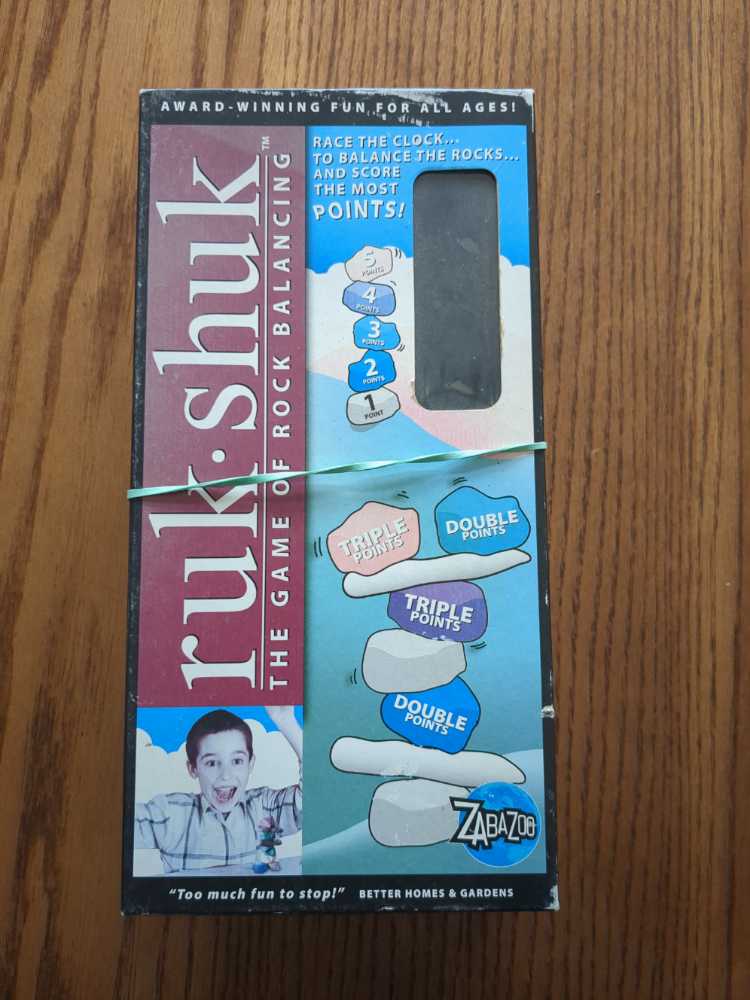 AWARD-WINNING FUN FOR ALL AGES!
ruk·shuk™
THE GAME OF ROCK BALANCING
RACE THE CLOCK...
TO BALANCE THE ROCKS...
AND SCORE
THE MOST
POINTS!
5
POINTS
4
POINTS
3
POINTS
2
POINTS
1
POINT
TRIPLE
POINTS
DOUBLE
POINTS
TRIPLE
POINTS
DOUBLE
POINTS
ZABAZOO
"Too much fun to stop!" BETTER HOMES & GARDENS